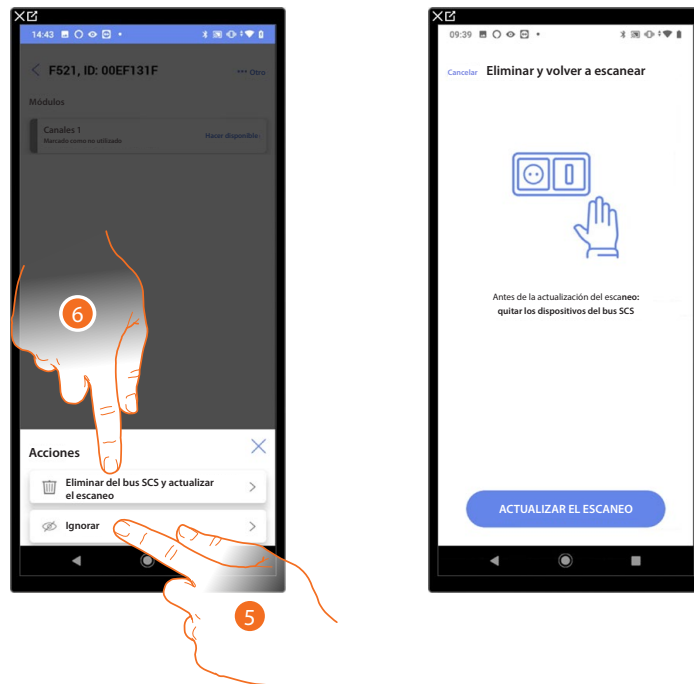 14:43
F521, ID: 00EF131F
••• Otro
Módulos
Canales 1
Marcado como no utilizado
Hacer disponible
6
Acciones
Eliminar del bus SCS y actualizar
el escaneo
Ignorar
5
09:39
Cancelar Eliminar y volver a escanear
Antes de la actualización del escaneo:
quitar los dispositivos del bus SCS
ACTUALIZAR EL ESCANEO